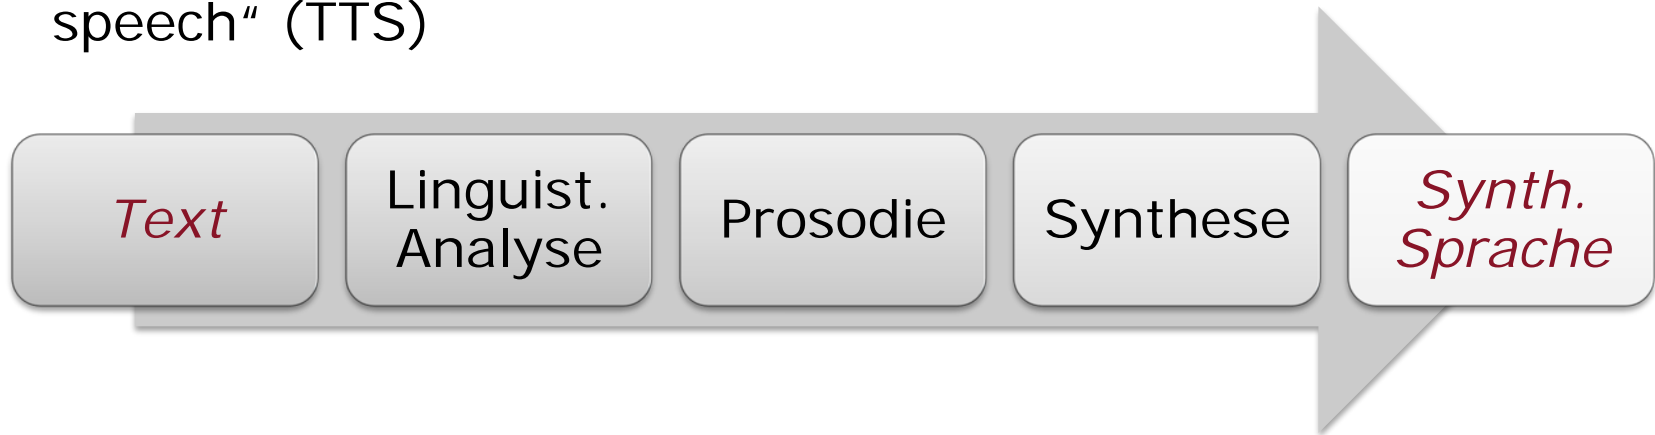 speech“ (TTS)
Text
Linguist.
Analyse
Prosodie
Synthese
Synth.
Sprache